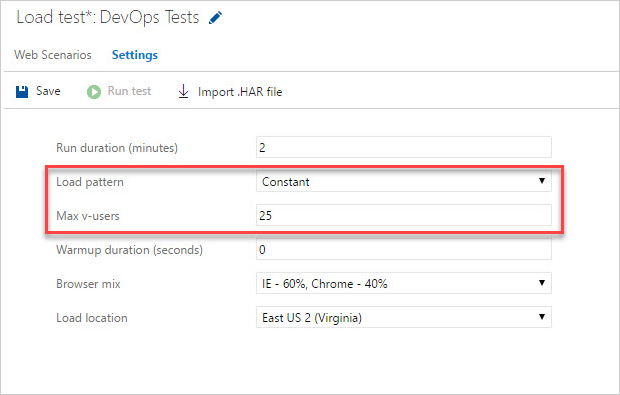 Load test*: DevOps Tests
Web Scenarios Settings
Save Run test Import .HAR file
Run duration (minutes) 2
Load pattern Constant
Max v-users 25
Warmup duration (seconds) 0
Browser mix IE - 60%, Chrome - 40%
Load location East US 2 (Virginia)